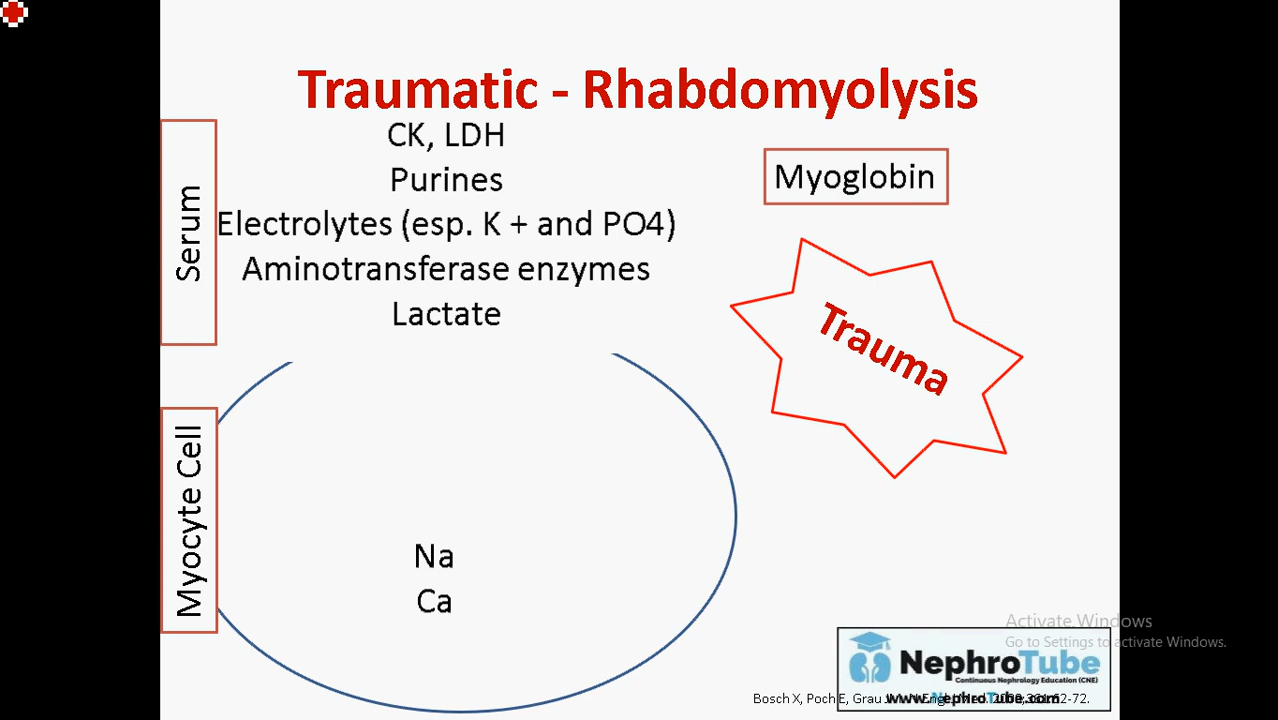 Traumatic - Rhabdomyolysis
Serum
CK, LDH
Purines
Electrolytes (esp. K + and PO4)
Aminotransferase enzymes
Lactate
Myoglobin
Trauma
Myocyte Cell
Na
Ca
Activate Windows
Go to Settings to activate Windows.
NephroTube
Continuous Nephrology Education (CNE)
www.NephroTube.com
Bosch X, Poch E, Grau 62-72.